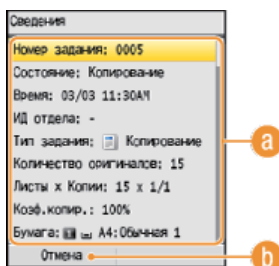 Сведения
Номер задания: 0005
Состояние: Копирование
Время: 03/03 11:30AM
ИД отдела: -
Тип задания: Копирование
Количество оригиналов: 15
Листы x Копии: 15 x 1/1
Коэф.копир.: 100%
Бумага: A4:Обычная 1
Отмена
a
b